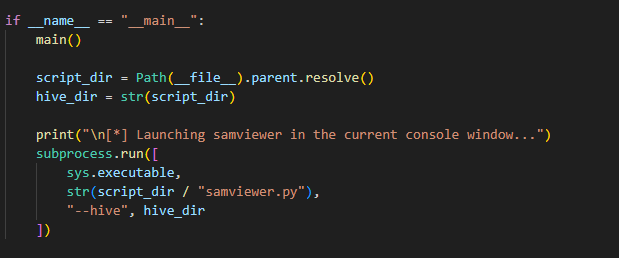 if __name__ == "__main__":
    main()

    script_dir = Path(__file__).parent.resolve()
    hive_dir = str(script_dir)

    print("\n[*] Launching samviewer in the current console window...")
    subprocess.run([
        sys.executable,
        str(script_dir / "samviewer.py"),
        "--hive", hive_dir
    ])